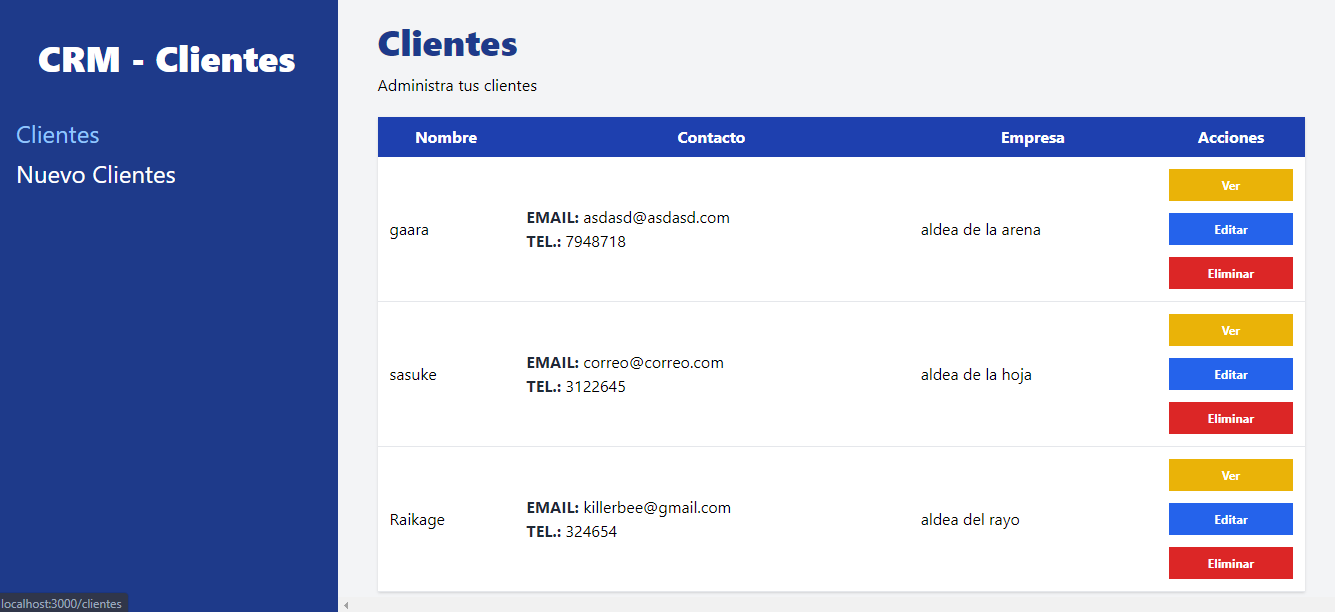 CRM - Clientes
Clientes
Nuevo Clientes
Clientes
Administra tus clientes
Nombre Contacto Empresa Acciones
gaara
EMAIL: asdasd@asdasd.com
TEL.: 7948718
aldea de la arena
Ver
Editar
Eliminar
sasuke
EMAIL: correo@correo.com
TEL.: 3122645
aldea de la hoja
Ver
Editar
Eliminar
Raikage
EMAIL: killerbee@gmail.com
TEL.: 324654
aldea del rayo
Ver
Editar
Eliminar
localhost:3000/clientes